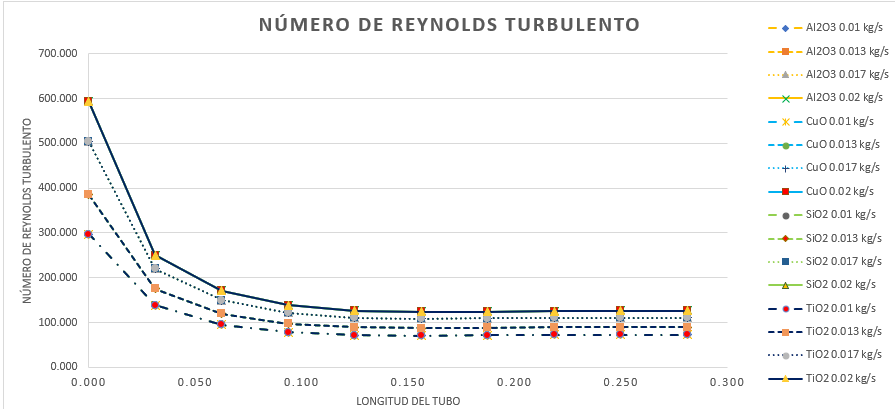 NÚMERO DE REYNOLDS TURBULENTO
NÚMERO DE REYNOLDS TURBULENTO
700.000
600.000
500.000
400.000
300.000
200.000
100.000
0.000
0.000 0.050 0.100 0.150 0.200 0.250 0.300
LONGITUD DEL TUBO
Al2O3 0.01 kg/s
Al2O3 0.013 kg/s
Al2O3 0.017 kg/s
Al2O3 0.02 kg/s
CuO 0.01 kg/s
CuO 0.013 kg/s
CuO 0.017 kg/s
CuO 0.02 kg/s
SiO2 0.01 kg/s
SiO2 0.013 kg/s
SiO2 0.017 kg/s
SiO2 0.02 kg/s
TiO2 0.01 kg/s
TiO2 0.013 kg/s
TiO2 0.017 kg/s
TiO2 0.02 kg/s